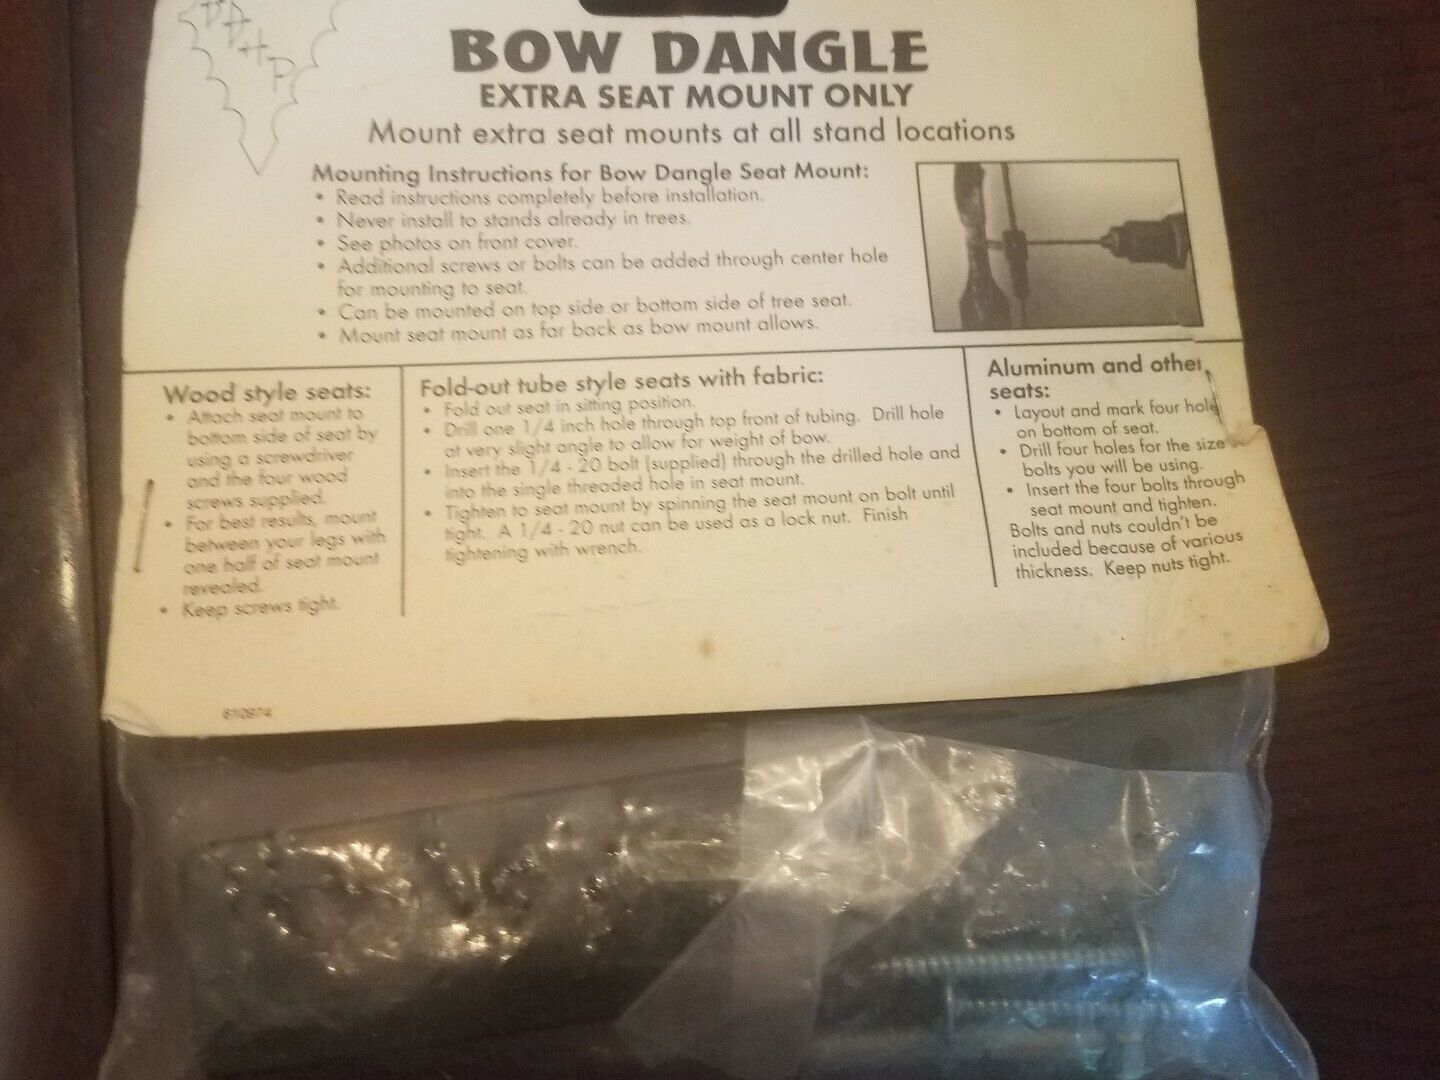 PAHP
BOW DANGLE
EXTRA SEAT MOUNT ONLY
Mount extra seat mounts at all stand locations
Mounting Instructions for Bow Dangle Seat Mount:
• Read instructions completely before installation.
• Never install to stands already in trees.
• See photos on front cover.
• Additional screws or bolts can be added through center hole
for mounting to seat.
• Can be mounted on top side or bottom side of tree seat.
• Mount seat mount as far back as bow mount allows.
Wood style seats:
• Attach seat mount to
bottom side of seat by
using a screwdriver
and the four wood
screws supplied.
• For best results, mount
between your legs with
one half of seat mount
revealed.
• Keep screws tight.
Fold-out tube style seats with fabric:
• Fold out seat in sitting position.
• Drill one 1/4 inch hole through top front of tubing. Drill hole
at very slight angle to allow for weight of bow.
• Insert the 1/4 - 20 bolt (supplied) through the drilled hole and
into the single threaded hole in seat mount.
• Tighten to seat mount by spinning the seat mount on bolt until
tight. A 1/4 - 20 nut can be used as a lock nut. Finish
tightening with wrench.
Aluminum and other
seats:
• Layout and mark four hole
on bottom of seat.
• Drill four holes for the size
bolts you will be using.
• Insert the four bolts through
seat mount and tighten.
Bolts and nuts couldn't be
included because of various
thickness. Keep nuts tight.
610874